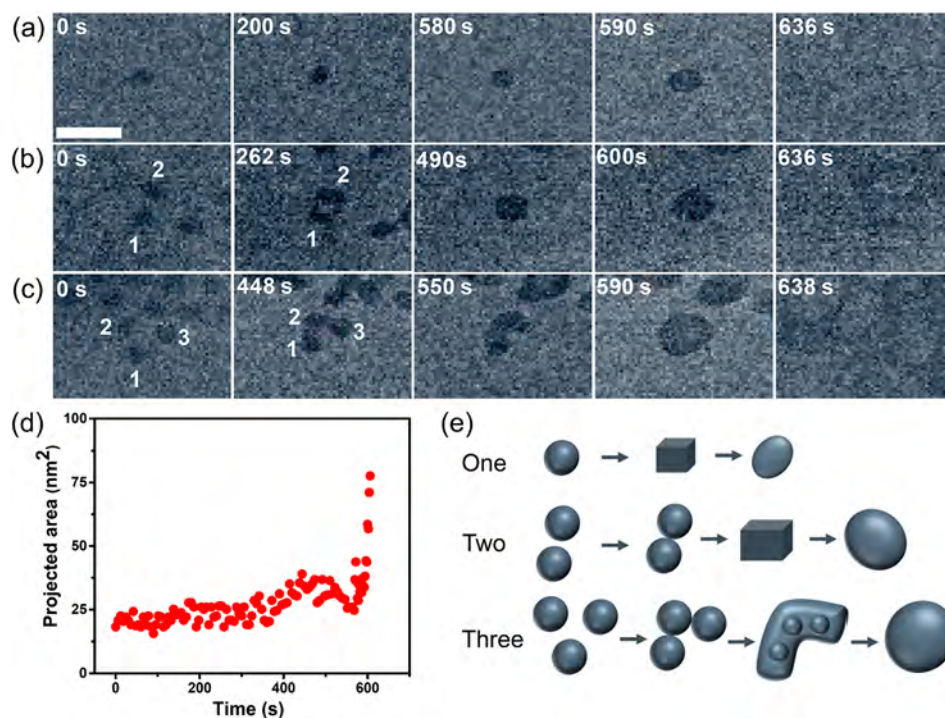 (a) 0 s 200 s 580 s 590 s 636 s
(b) 0 s 262 s 490s 600s 636 s
2 2
1 1
(c) 0 s 448 s 550 s 590 s 638 s
2 3 2 3
1 1
(d)
Projected area (nm²)
100
75
50
25
0
0 200 400 600
Time (s)
(e)
One
Two
Three